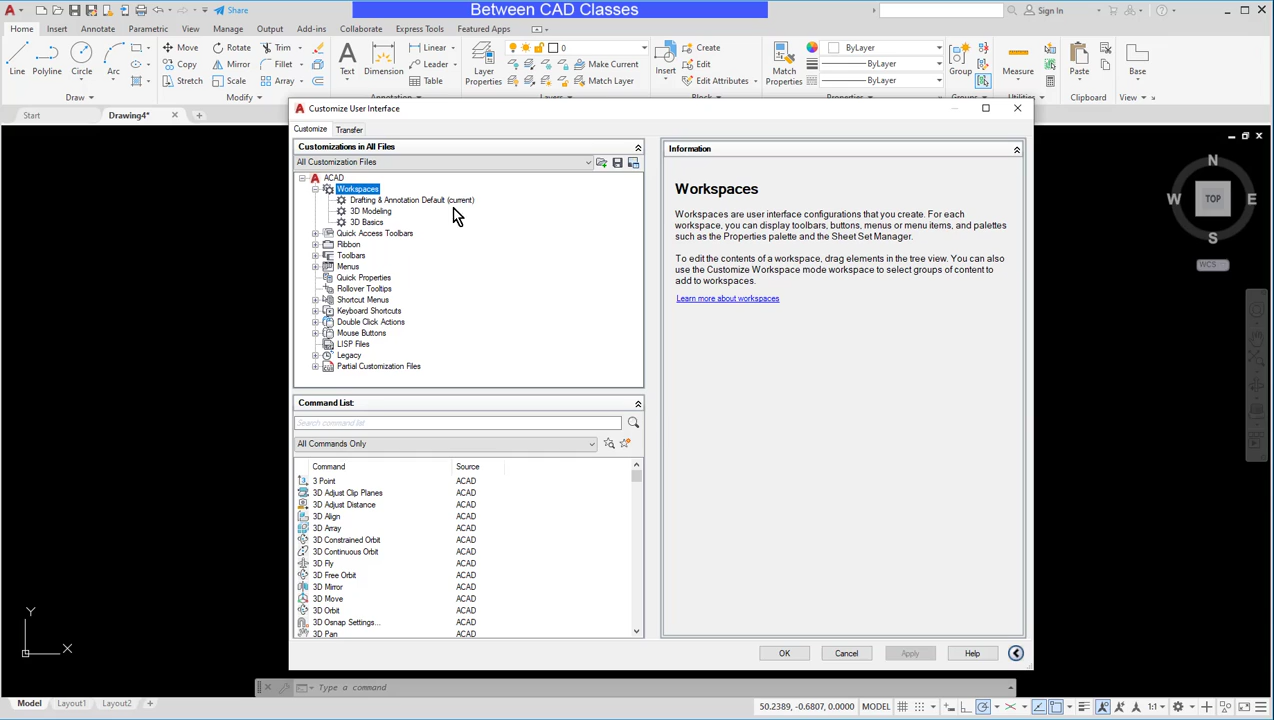 Between CAD Classes
Share
Sign In
Home Insert Annotate Parametric View Manage Output Add-ins Collaborate Express Tools Featured Apps
Line Polyline Circle Arc
Move Rotate Trim
Copy Mirror Fillet
Stretch Scale Array
Text Dimension
Linear
Leader
Table
Layer Properties
0
Make Current
Match Layer
Insert
Create
Edit
Edit Attributes
Match Properties
ByLayer
ByLayer
ByLayer
Group Measure Paste Base
Draw Modify Annotation Layers Block Properties Groups Utilities Clipboard View
Start Drawing4*
Customize User Interface
Customize Transfer
Customizations in All Files
All Customization Files
ACAD
Workspaces
Drafting & Annotation Default (current)
3D Modeling
3D Basics
Quick Access Toolbars
Ribbon
Toolbars
Menus
Quick Properties
Rollover Tooltips
Shortcut Menus
Keyboard Shortcuts
Double Click Actions
Mouse Buttons
LISP Files
Legacy
Partial Customization Files
Command List:
Search command list
All Commands Only
Command Source
3 Point ACAD
3D Adjust Clip Planes ACAD
3D Adjust Distance ACAD
3D Align ACAD
3D Array ACAD
3D Constrained Orbit ACAD
3D Continuous Orbit ACAD
3D Fly ACAD
3D Free Orbit ACAD
3D Mirror ACAD
3D Move ACAD
3D Orbit ACAD
3D Osnap Settings... ACAD
3D Pan ACAD
Information
Workspaces
Workspaces are user interface configurations that you create. For each
workspace, you can display toolbars, buttons, menus or menu items, and palettes
such as the Properties palette and the Sheet Set Manager.
To edit the contents of a workspace, drag elements in the tree view. You can also
use the Customize Workspace mode workspace to select groups of content to
add to workspaces.
Learn more about workspaces
OK Cancel Apply Help
N
W TOP E
S
WCS
Y
X
Type a command
Model Layout1 Layout2
50.2389, -0.6807, 0.0000 MODEL 1:1